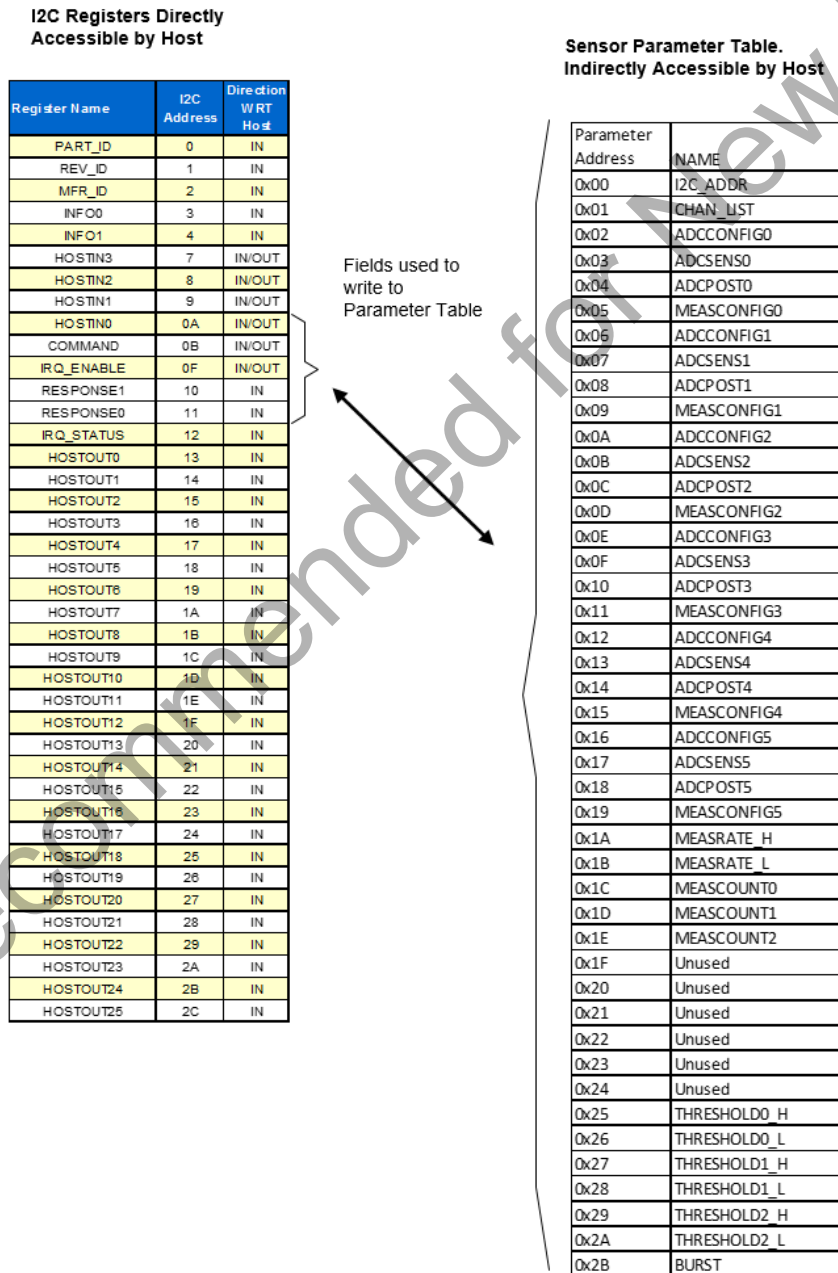 I2C Registers Directly
Accessible by Host
Register Name I2C Address Direction WRT Host
PART_ID 0 IN
REV_ID 1 IN
MFR_ID 2 IN
INFO0 3 IN
INFO1 4 IN
HOSTIN3 7 IN/OUT
HOSTIN2 8 IN/OUT
HOSTIN1 9 IN/OUT
HOSTIN0 0A IN/OUT
COMMAND 0B IN/OUT
IRQ_ENABLE 0F IN/OUT
RESPONSE1 10 IN
RESPONSE0 11 IN
IRQ_STATUS 12 IN
HOSTOUT0 13 IN
HOSTOUT1 14 IN
HOSTOUT2 15 IN
HOSTOUT3 16 IN
HOSTOUT4 17 IN
HOSTOUT5 18 IN
HOSTOUT6 19 IN
HOSTOUT7 1A IN
HOSTOUT8 1B IN
HOSTOUT9 1C IN
HOSTOUT10 1D IN
HOSTOUT11 1E IN
HOSTOUT12 1F IN
HOSTOUT13 20 IN
HOSTOUT14 21 IN
HOSTOUT15 22 IN
HOSTOUT16 23 IN
HOSTOUT17 24 IN
HOSTOUT18 25 IN
HOSTOUT19 26 IN
HOSTOUT20 27 IN
HOSTOUT21 28 IN
HOSTOUT22 29 IN
HOSTOUT23 2A IN
HOSTOUT24 2B IN
HOSTOUT25 2C IN
Fields used to
write to
Parameter Table
Sensor Parameter Table.
Indirectly Accessible by Host
Parameter
Address NAME
0x00 I2C_ADDR
0x01 CHAN_LIST
0x02 ADCCONFIG0
0x03 ADCSENS0
0x04 ADCPOST0
0x05 MEASCONFIG0
0x06 ADCCONFIG1
0x07 ADCSENS1
0x08 ADCPOST1
0x09 MEASCONFIG1
0x0A ADCCONFIG2
0x0B ADCSENS2
0x0C ADCPOST2
0x0D MEASCONFIG2
0x0E ADCCONFIG3
0x0F ADCSENS3
0x10 ADCPOST3
0x11 MEASCONFIG3
0x12 ADCCONFIG4
0x13 ADCSENS4
0x14 ADCPOST4
0x15 MEASCONFIG4
0x16 ADCCONFIG5
0x17 ADCSENS5
0x18 ADCPOST5
0x19 MEASCONFIG5
0x1A MEASRATE_H
0x1B MEASRATE_L
0x1C MEASCOUNT0
0x1D MEASCOUNT1
0x1E MEASCOUNT2
0x1F Unused
0x20 Unused
0x21 Unused
0x22 Unused
0x23 Unused
0x24 Unused
0x25 THRESHOLD0_H
0x26 THRESHOLD0_L
0x27 THRESHOLD1_H
0x28 THRESHOLD1_L
0x29 THRESHOLD2_H
0x2A THRESHOLD2_L
0x2B BURST
ecommended for New